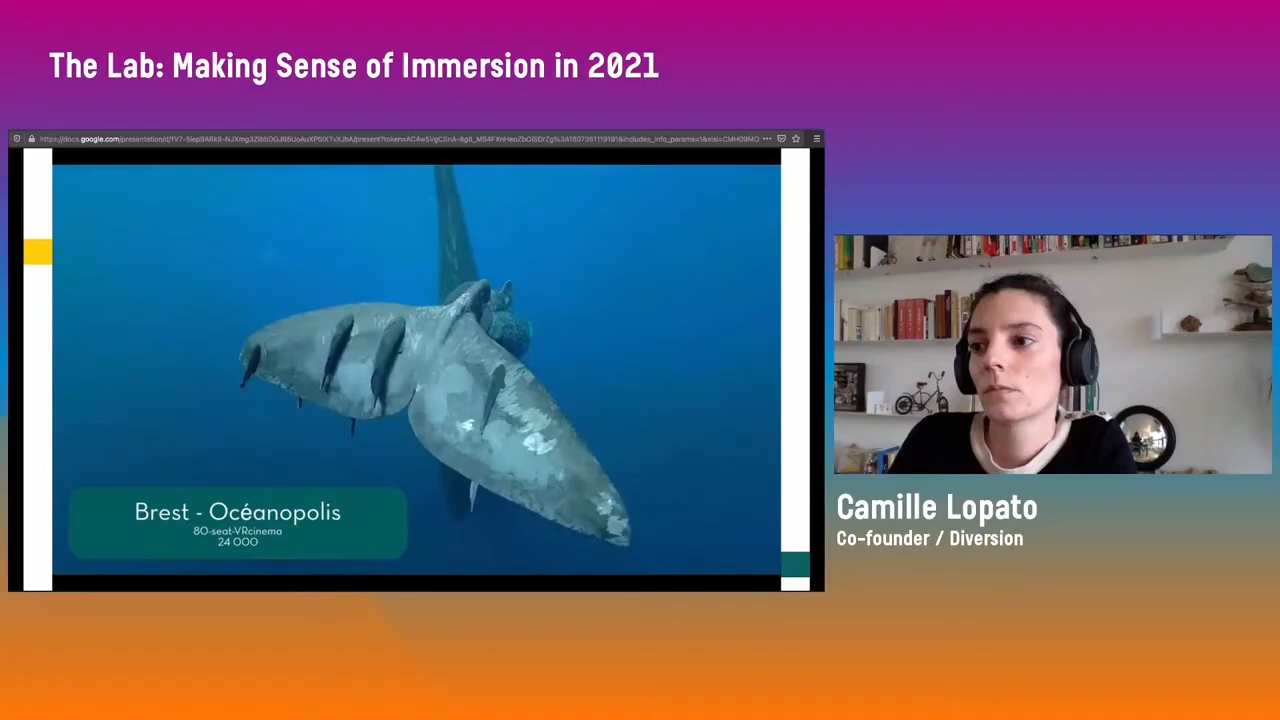 The Lab: Making Sense of Immersion in 2021
Brest - Océanopolis
80-seat-VRcinema
24 000
Camille Lopato
Co-founder / Diversion